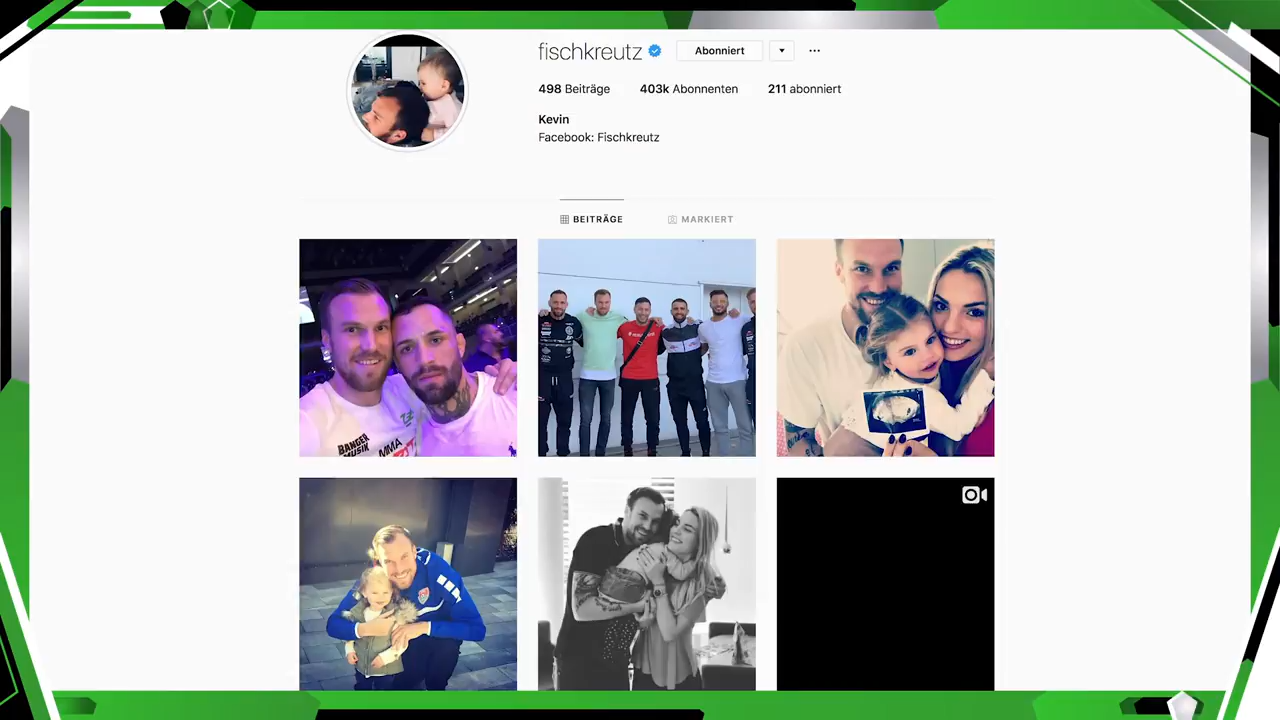 fischkreutz
Abonniert
498 Beiträge 403k Abonnenten 211 abonniert
Kevin
Facebook: Fischkreutz
BEITRÄGE
MARKIERT
BANGER
MUSIK
MMA